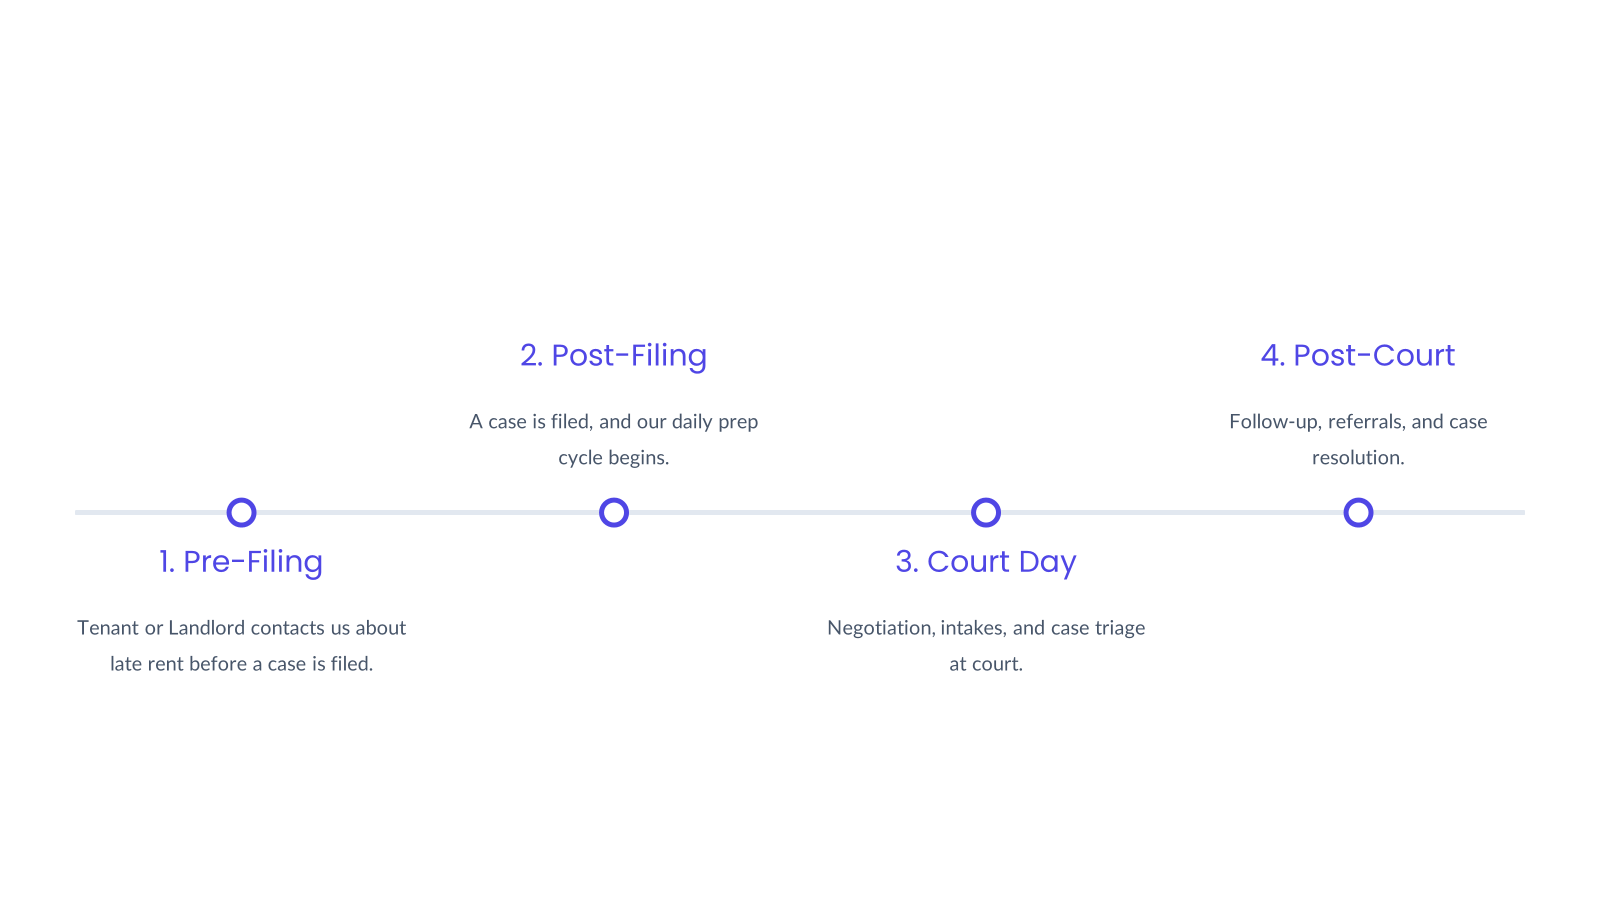 1. Pre-Filing
Tenant or Landlord contacts us about
late rent before a case is filed.
2. Post-Filing
A case is filed, and our daily prep
cycle begins.
3. Court Day
Negotiation, intakes, and case triage
at court.
4. Post-Court
Follow-up, referrals, and case
resolution.